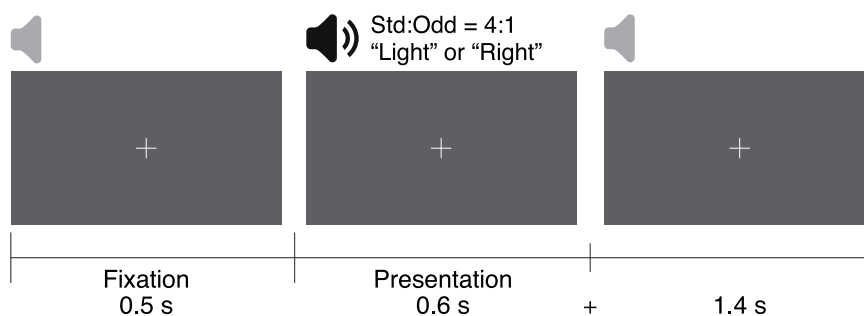 Std:Odd = 4:1
“Light” or “Right”
Fixation
0.5 s
Presentation
0.6 s + 1.4 s